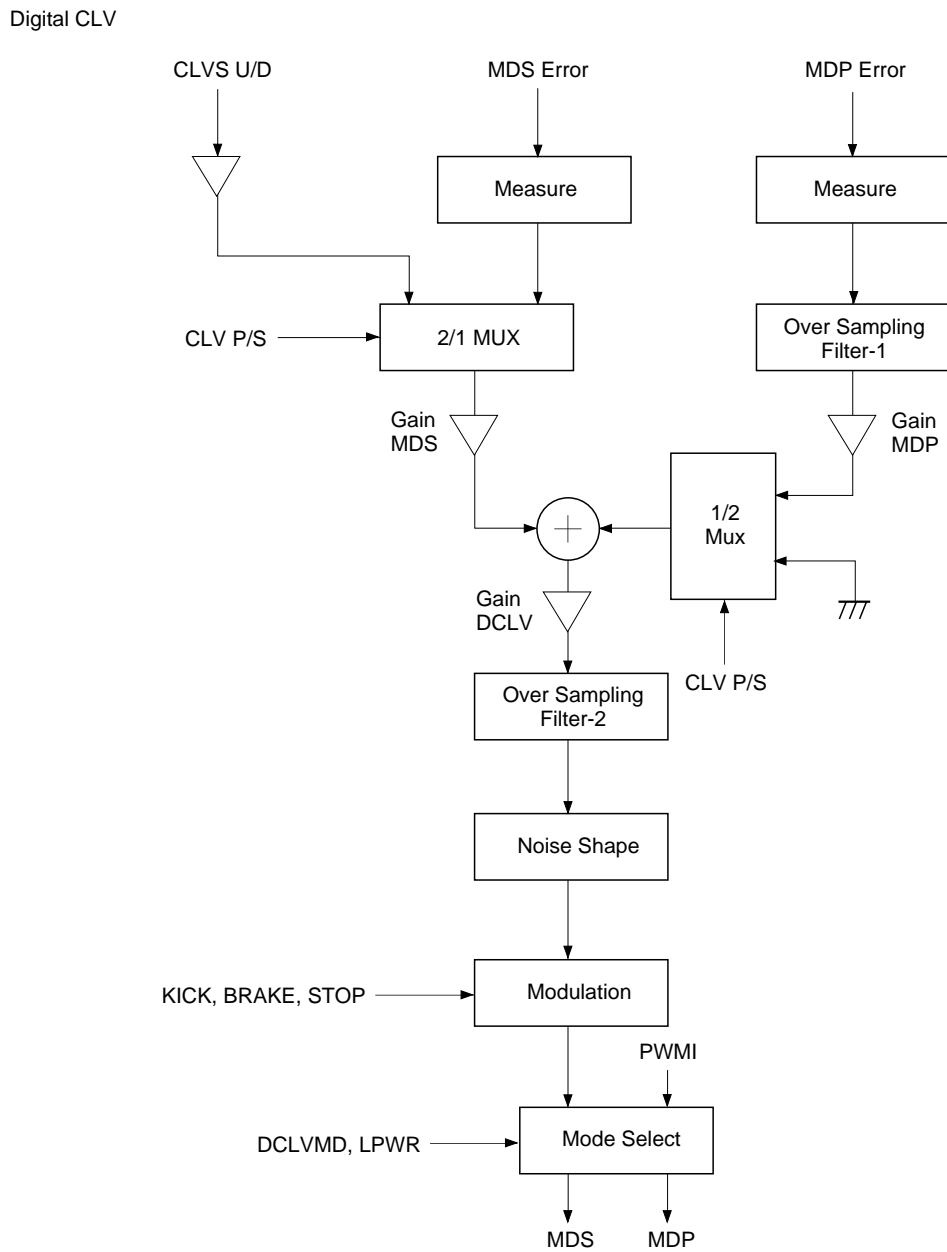 Digital CLV
CLVS U/D
MDS Error
MDP Error
Measure
Measure
CLV P/S
2/1 MUX
Over Sampling
Filter-1
Gain
MDS
Gain
MDP
1/2
Mux
Gain
DCLV
CLV P/S
Over Sampling
Filter-2
Noise Shape
KICK, BRAKE, STOP
Modulation
PWMI
DCLVMD, LPWR
Mode Select
MDS
MDP